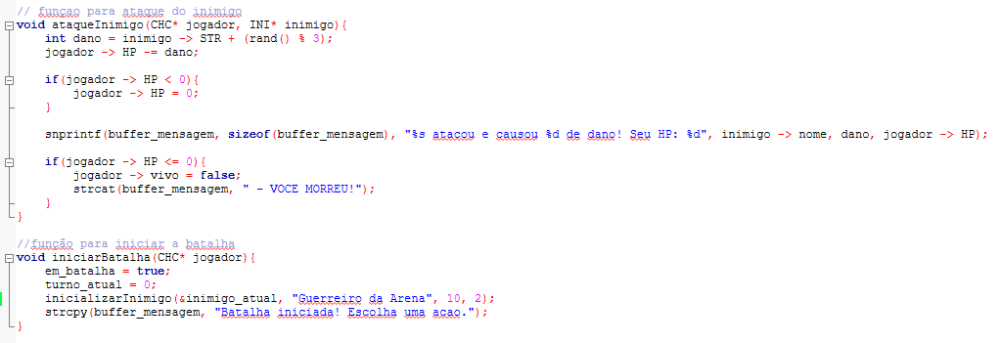 // funçao para ataque do inimigo
void ataqueInimigo(CHC* jogador, INI* inimigo){
int dano = inimigo -> STR + (rand() % 3);
jogador -> HP -= dano;
if(jogador -> HP < 0){
jogador -> HP = 0;
}
snprintf(buffer_mensagem, sizeof(buffer_mensagem), "%s atacou e causou %d de dano! Seu HP: %d", inimigo -> nome, dano, jogador -> HP);
if(jogador -> HP <= 0){
jogador -> vivo = false;
strcat(buffer_mensagem, " - VOCE MORREU!");
}
}
//função para iniciar a batalha
void iniciarBatalha(CHC* jogador){
em_batalha = true;
turno_atual = 0;
inicializarInimigo(&inimigo_atual, "Guerreiro da Arena", 10, 2);
strcpy(buffer_mensagem, "Batalha iniciada! Escolha uma acao.");
}